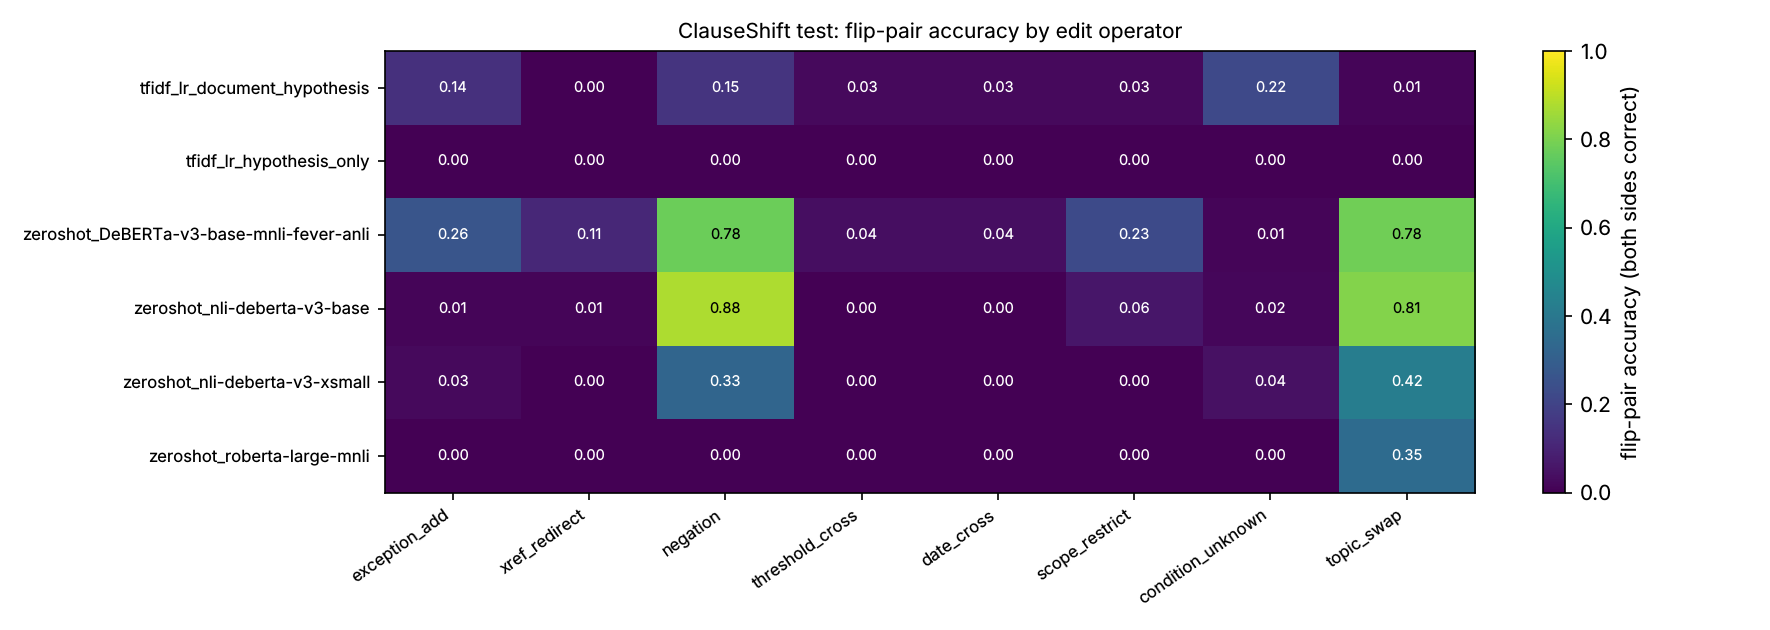 ClauseShift test: flip-pair accuracy by edit operator
tfidf_lr_document_hypothesis 0.14 0.00 0.15 0.03 0.03 0.03 0.22 0.01
tfidf_lr_hypothesis_only 0.00 0.00 0.00 0.00 0.00 0.00 0.00 0.00
zeroshot_DeBERTa-v3-base-mnli-fever-anli 0.26 0.11 0.78 0.04 0.04 0.23 0.01 0.78
zeroshot_nli-deberta-v3-base 0.01 0.01 0.88 0.00 0.00 0.06 0.02 0.81
zeroshot_nli-deberta-v3-xsmall 0.03 0.00 0.33 0.00 0.00 0.00 0.04 0.42
zeroshot_roberta-large-mnli 0.00 0.00 0.00 0.00 0.00 0.00 0.00 0.35
exception_add xref_redirect negation threshold_cross date_cross scope_restrict condition_unknown topic_swap
1.0
0.8
0.6
0.4
0.2
0.0
flip-pair accuracy (both sides correct)